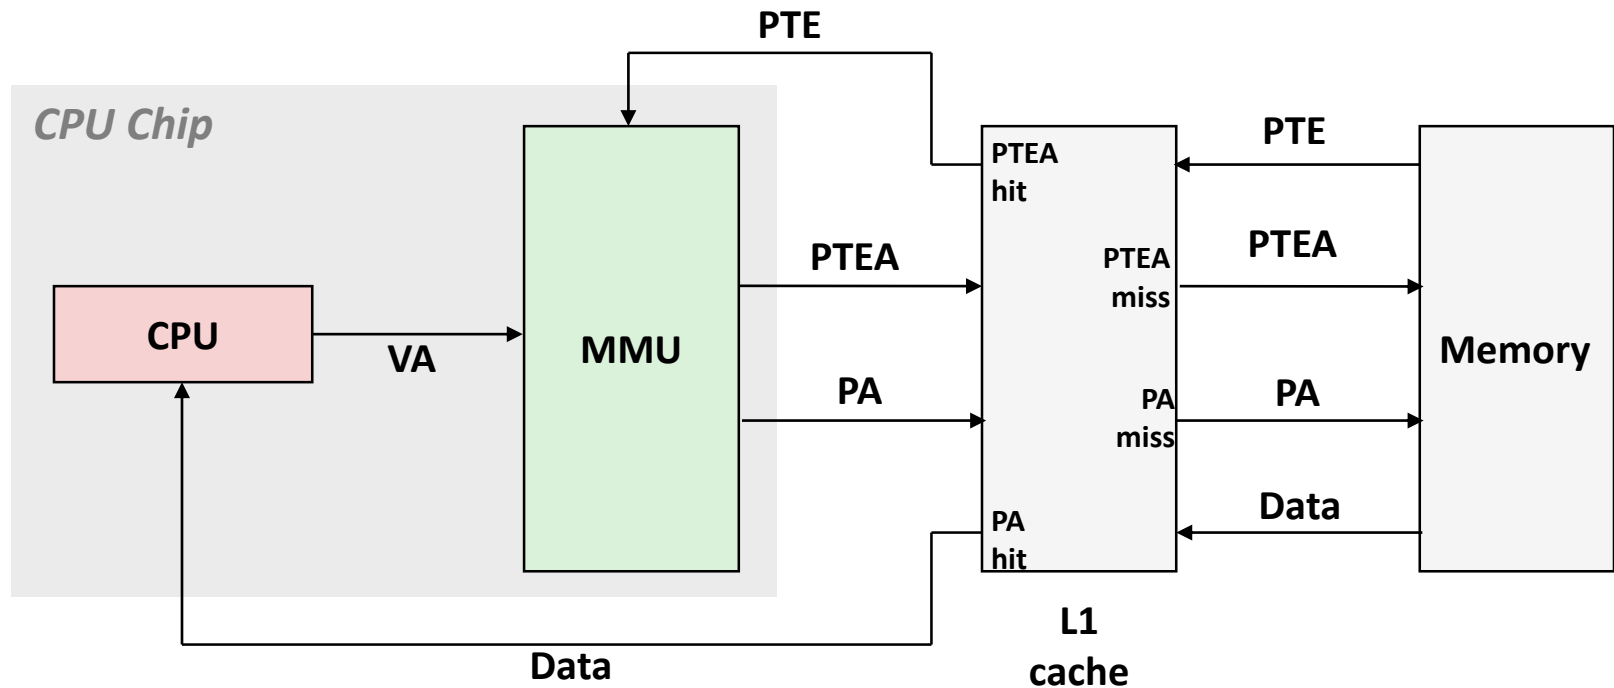 PTE
CPU Chip
PTEA
hit
PTE
PTEA
PTEA
PTEA
miss
CPU
VA
MMU
Memory
PA
PA
miss
PA
PA
hit
Data
L1
cache
Data